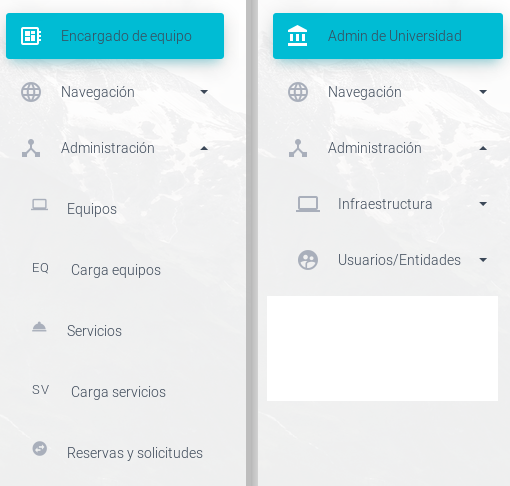 Encargado de equipo
Navegación
Administración
Equipos
EQ Carga equipos
Servicios
SV Carga servicios
Reservas y solicitudes
Admin de Universidad
Navegación
Administración
Infraestructura
Usuarios/Entidades